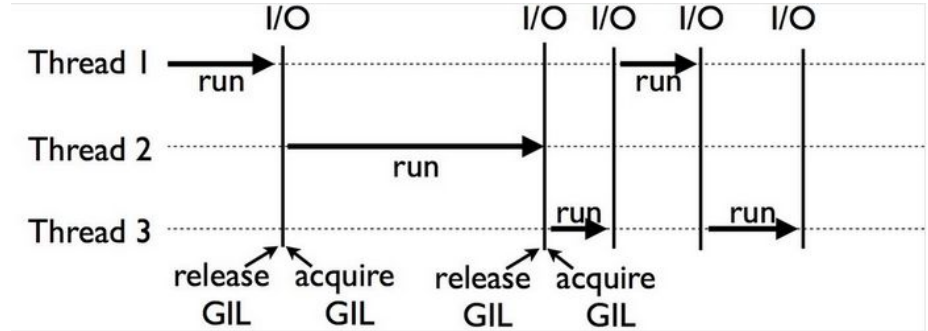 I/O I/O I/O I/O I/O
Thread 1 run run
Thread 2 run
Thread 3 run run
release acquire release acquire
GIL GIL GIL GIL